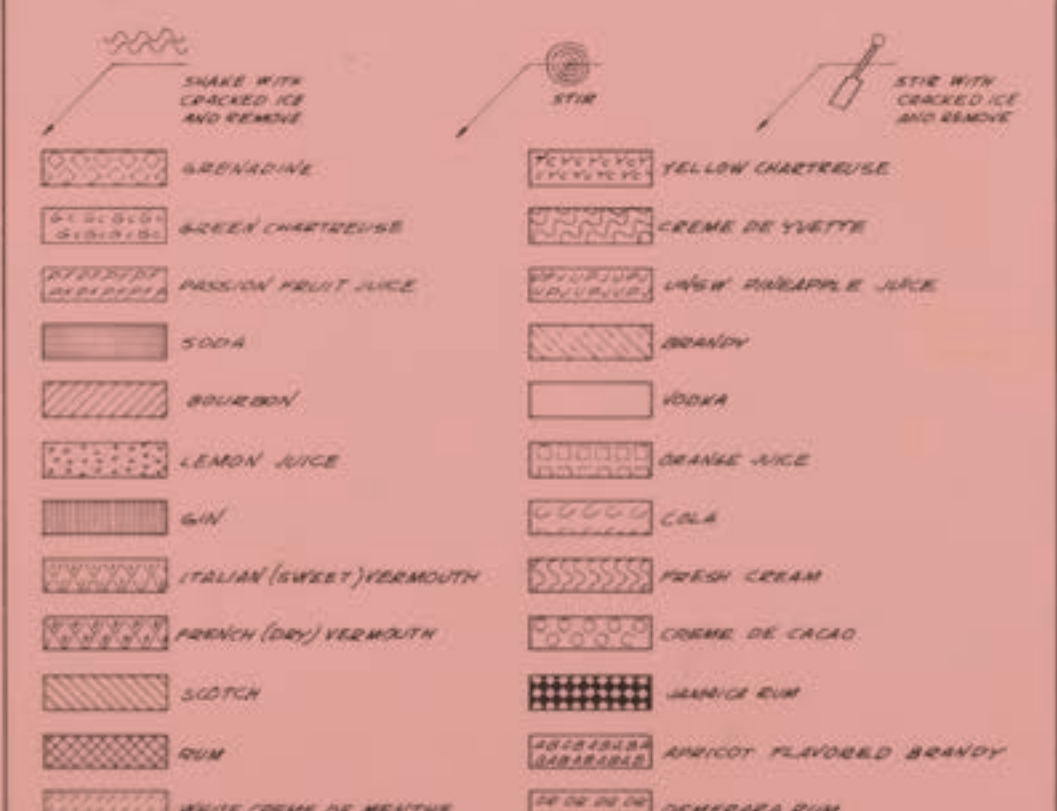 SHAKE WITH
CRACKED ICE
AND REMOVE
STIR
STIR WITH
CRACKED ICE
AND REMOVE
GRENADINE
YELLOW CHARTREUSE
GREEN CHARTREUSE
CREME DE YVETTE
PASSION FRUIT JUICE
UNSW. PINEAPPLE JUICE
SODA
BRANDY
BOURBON
VODKA
LEMON JUICE
ORANGE JUICE
GIN
COLA
ITALIAN (SWEET) VERMOUTH
FRESH CREAM
FRENCH (DRY) VERMOUTH
CREME DE CACAO
SCOTCH
JAMAICA RUM
RUM
APRICOT FLAVORED BRANDY
WHITE CREME DE MENTHE
DEMERARA RUM